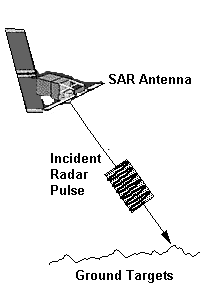 SAR Antenna
Incident
Radar
Pulse
Ground Targets